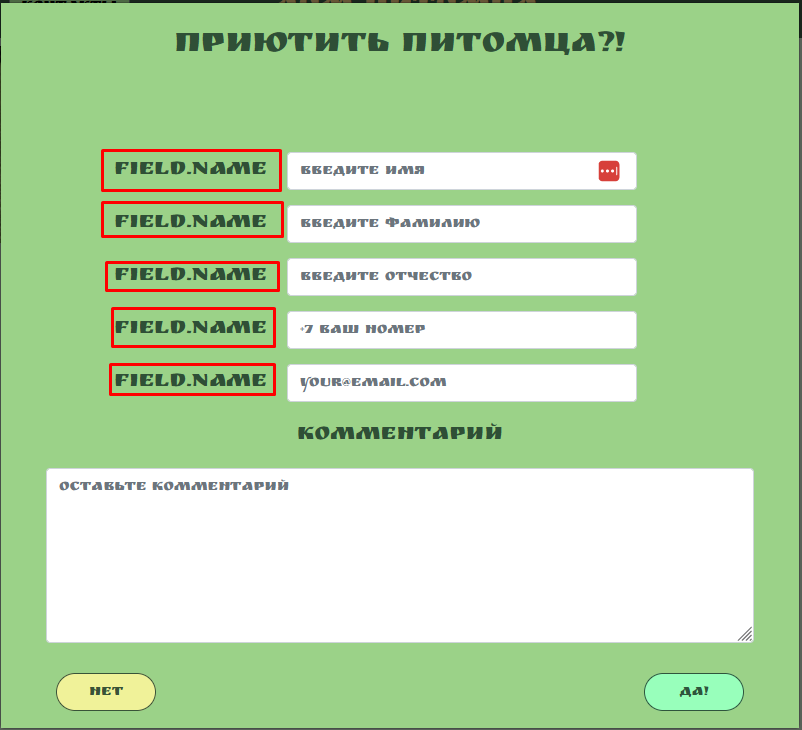 ПРИЮТИТЬ ПИТОМЦА?!
FIELD.NAME ВВЕДИТЕ ИМЯ
FIELD.NAME ВВЕДИТЕ ФАМИЛИЮ
FIELD.NAME ВВЕДИТЕ ОТЧЕСТВО
FIELD.NAME +7 ВАШ НОМЕР
FIELD.NAME YOUR@EMAIL.COM
КОММЕНТАРИЙ
ОСТАВЬТЕ КОММЕНТАРИЙ
НЕТ ДА!